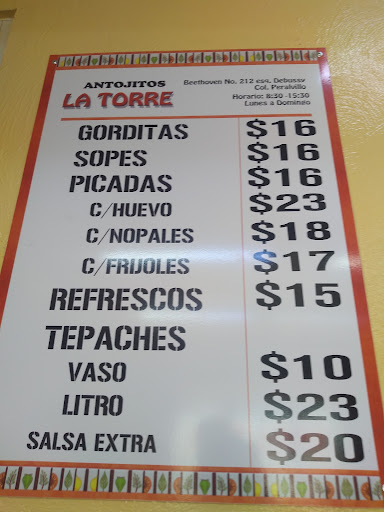 ANTOJITOS
LA TORRE
Beethoven No. 212 esq. Debussy
Col. Peralvillo
Horario: 8:30 -15:30
Lunes a Domingo
GORDITAS $16
SOPES $16
PICADAS $16
C/HUEVO $23
C/NOPALES $18
C/FRIJOLES $17
REFRESCOS $15
TEPACHES
VASO $10
LITRO $23
SALSA EXTRA $20